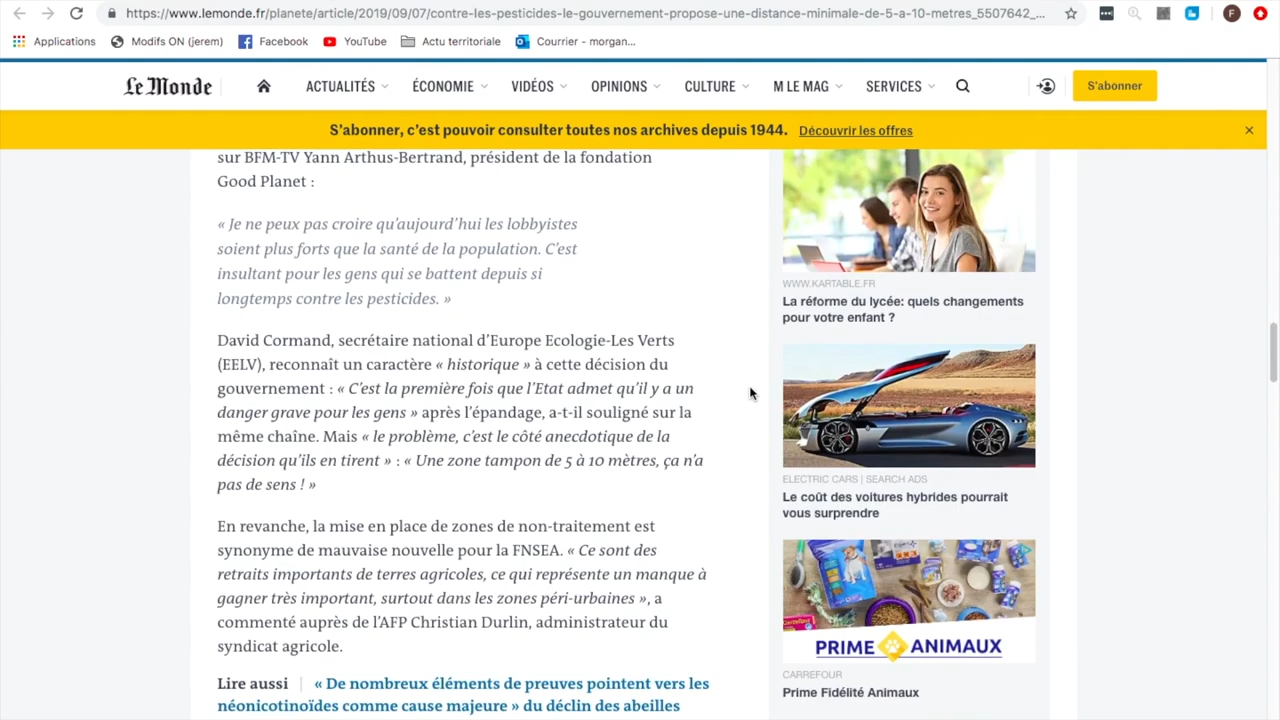 https://www.lemonde.fr/planete/article/2019/09/07/contre-les-pesticides-le-gouvernement-propose-une-distance-minimale-de-5-a-10-metres_5507642_...
F
Applications
Modifs ON (jerem)
Facebook
YouTube
Actu territoriale
Courrier - morgan...
Le Monde
ACTUALITÉS
ÉCONOMIE
VIDÉOS
OPINIONS
CULTURE
M LE MAG
SERVICES
S'abonner
S'abonner, c'est pouvoir consulter toutes nos archives depuis 1944. Découvrir les offres
sur BFM-TV Yann Arthus-Bertrand, président de la fondation
Good Planet :
« Je ne peux pas croire qu'aujourd'hui les lobbyistes
soient plus forts que la santé de la population. C'est
insultant pour les gens qui se battent depuis si
longtemps contre les pesticides. »
David Cormand, secrétaire national d'Europe Ecologie-Les Verts
(EELV), reconnaît un caractère « historique » à cette décision du
gouvernement : « C'est la première fois que l'Etat admet qu'il y a un
danger grave pour les gens » après l'épandage, a-t-il souligné sur la
même chaîne. Mais « le problème, c'est le côté anecdotique de la
décision qu'ils en tirent » : « Une zone tampon de 5 à 10 mètres, ça n'a
pas de sens ! »
En revanche, la mise en place de zones de non-traitement est
synonyme de mauvaise nouvelle pour la FNSEA. « Ce sont des
retraits importants de terres agricoles, ce qui représente un manque à
gagner très important, surtout dans les zones péri-urbaines », a
commenté auprès de l'AFP Christian Durlin, administrateur du
syndicat agricole.
Lire aussi | « De nombreux éléments de preuves pointent vers les
néonicotinoïdes comme cause majeure » du déclin des abeilles
WWW.KARTABLE.FR
La réforme du lycée: quels changements
pour votre enfant ?
ELECTRIC CARS | SEARCH ADS
Le coût des voitures hybrides pourrait
vous surprendre
PRIME ANIMAUX
CARREFOUR
Prime Fidélité Animaux